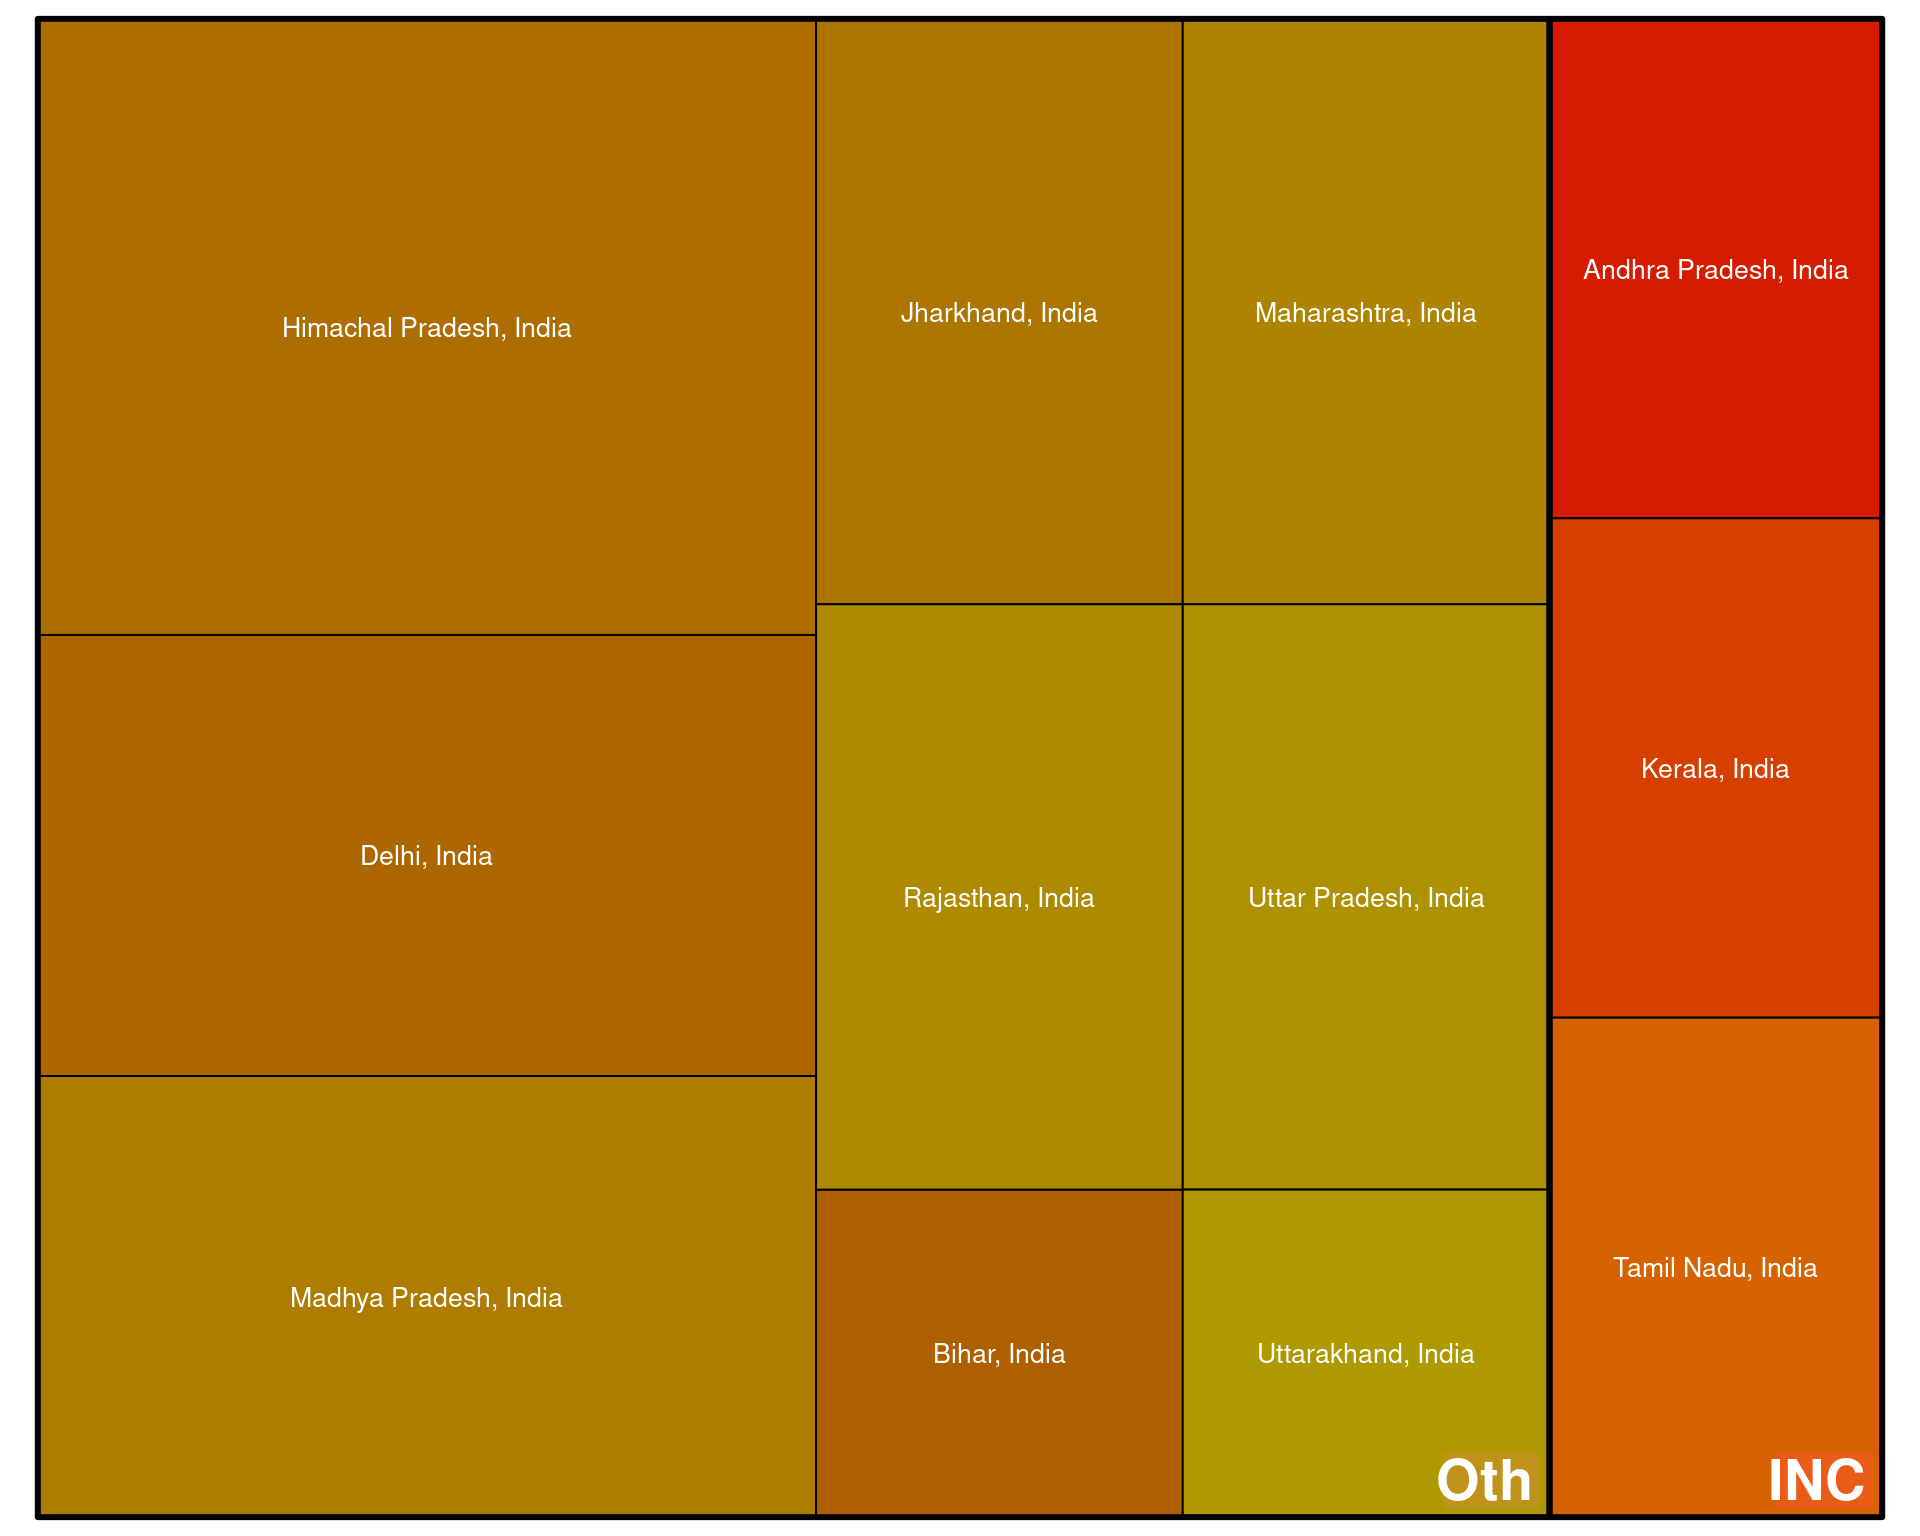 Himachal Pradesh, India
Delhi, India
Madhya Pradesh, India
Jharkhand, India
Maharashtra, India
Rajasthan, India
Uttar Pradesh, India
Bihar, India
Uttarakhand, India
Oth
Andhra Pradesh, India
Kerala, India
Tamil Nadu, India
INC